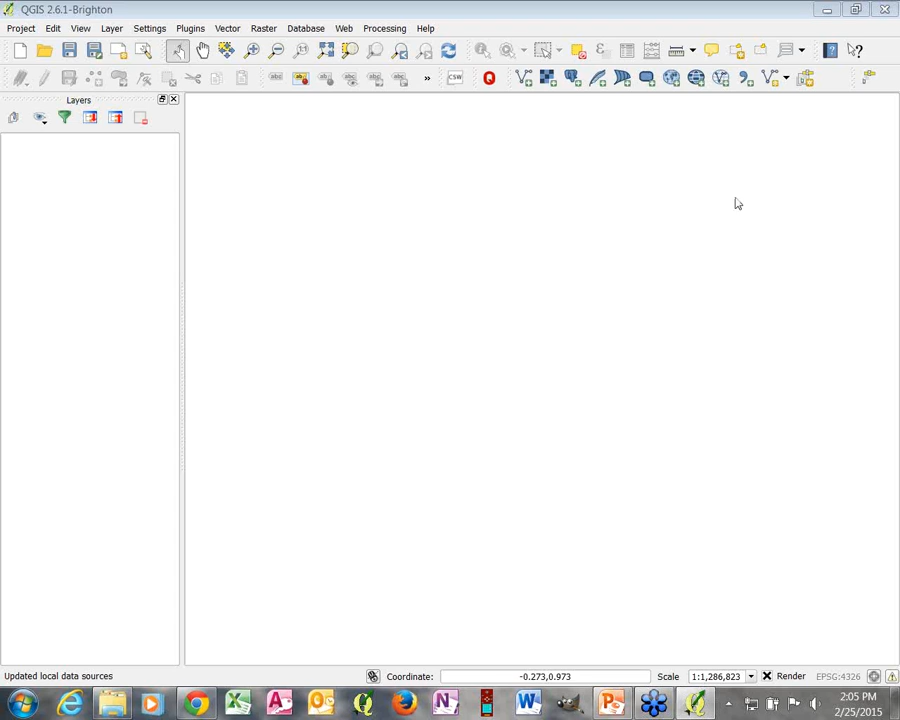 QGIS 2.6.1-Brighton
Project Edit View Layer Settings Plugins Vector Raster Database Web Processing Help
CSW
Layers
Updated local data sources
Coordinate: -0.273,0.973 Scale 1:1,286,823 Render EPSG:4326
2:05 PM
2/25/2015